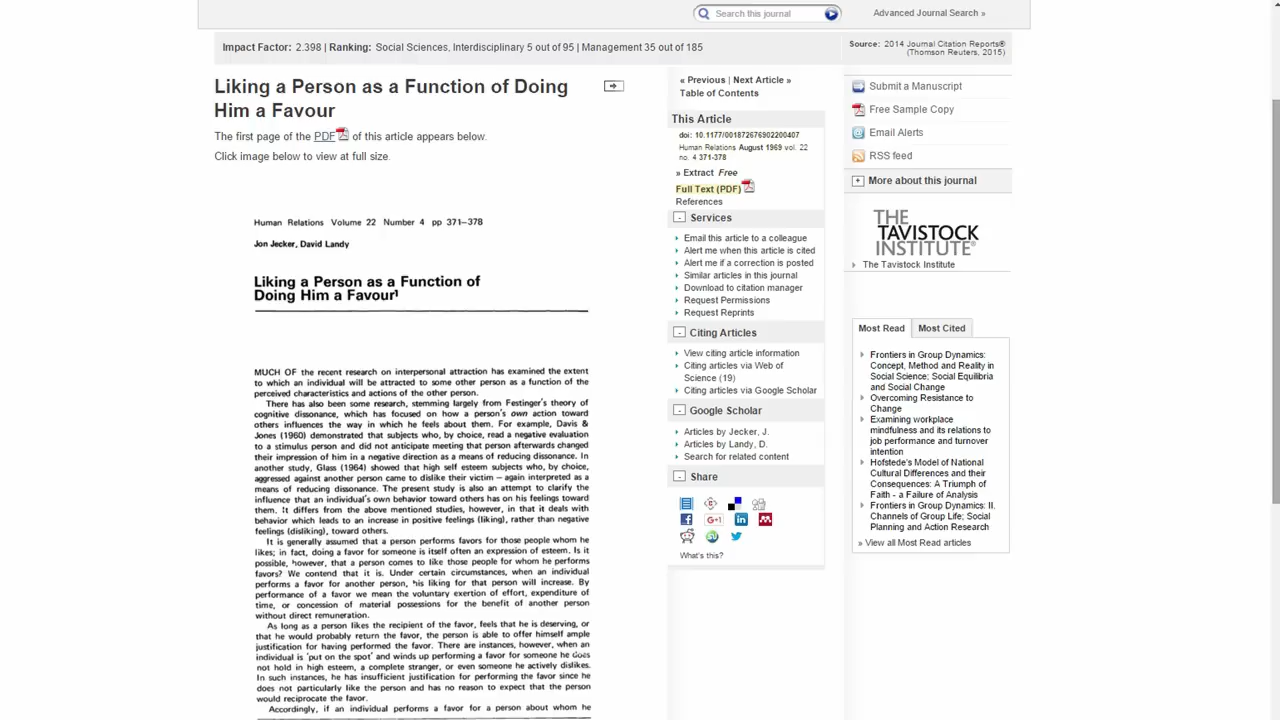 Search this journal
Advanced Journal Search »
Impact Factor: 2.398 | Ranking: Social Sciences, Interdisciplinary 5 out of 95 | Management 35 out of 185
Source: 2014 Journal Citation Reports®
(Thomson Reuters, 2015)
Liking a Person as a Function of Doing
Him a Favour
The first page of the PDF of this article appears below.
Click image below to view at full size.
Human Relations Volume 22 Number 4 pp 371–378
Jon Jecker, David Landy
Liking a Person as a Function of
Doing Him a Favour¹
MUCH OF the recent research on interpersonal attraction has examined the extent
to which an individual will be attracted to some other person as a function of the
perceived characteristics and actions of the other person.
There has also been some research, stemming largely from Festinger's theory of
cognitive dissonance, which has focused on how a person's own action toward
others influences the way in which he feels about them. For example, Davis &
Jones (1960) demonstrated that subjects who, by choice, read a negative evaluation
to a stimulus person and did not anticipate meeting that person afterwards changed
their impression of him in a negative direction as a means of reducing dissonance. In
another study, Glass (1964) showed that high self esteem subjects who, by choice,
aggressed against another person came to dislike their victim – again interpreted as a
means of reducing dissonance. The present study is also an attempt to clarify the
influence that an individual's own behavior toward others has on his feelings toward
them. It differs from the above mentioned studies, however, in that it deals with
behavior which leads to an increase in positive feelings (liking), rather than negative
feelings (disliking), toward others.
It is generally assumed that a person performs favors for those people whom he
likes; in fact, doing a favor for someone is itself often an expression of esteem. Is it
possible, however, that a person comes to like those people for whom he performs
favors? We contend that it is. Under certain circumstances, when an individual
performs a favor for another person, his liking for that person will increase. By
performance of a favor we mean the voluntary exertion of effort, expenditure of
time, or concession of material possessions for the benefit of another person
without direct remuneration.
As long as a person likes the recipient of the favor, feels that he is deserving, or
that he would probably return the favor, the person is able to offer himself ample
justification for having performed the favor. There are instances, however, when an
individual is 'put on the spot' and winds up performing a favor for someone he does
not hold in high esteem, a complete stranger, or even someone he actively dislikes.
In such instances, he has insufficient justification for performing the favor since he
does not particularly like the person and has no reason to expect that the person
would reciprocate the favor.
Accordingly, if an individual performs a favor for a person about whom he
« Previous | Next Article »
Table of Contents
This Article
doi: 10.1177/001872676902200407
Human Relations August 1969 vol. 22
no. 4 371-378
» Extract Free
Full Text (PDF)
References
Services
Email this article to a colleague
Alert me when this article is cited
Alert me if a correction is posted
Similar articles in this journal
Download to citation manager
Request Permissions
Request Reprints
Citing Articles
View citing article information
Citing articles via Web of
Science (19)
Citing articles via Google Scholar
Google Scholar
Articles by Jecker, J.
Articles by Landy, D.
Search for related content
Share
What's this?
Submit a Manuscript
Free Sample Copy
Email Alerts
RSS feed
More about this journal
THE
TAVISTOCK
INSTITUTE®
The Tavistock Institute
Most Read
Most Cited
Frontiers in Group Dynamics:
Concept, Method and Reality in
Social Science; Social Equilibria
and Social Change
Overcoming Resistance to
Change
Examining workplace
mindfulness and its relations to
job performance and turnover
intention
Hofstede's Model of National
Cultural Differences and their
Consequences: A Triumph of
Faith - a Failure of Analysis
Frontiers in Group Dynamics: II.
Channels of Group Life; Social
Planning and Action Research
» View all Most Read articles